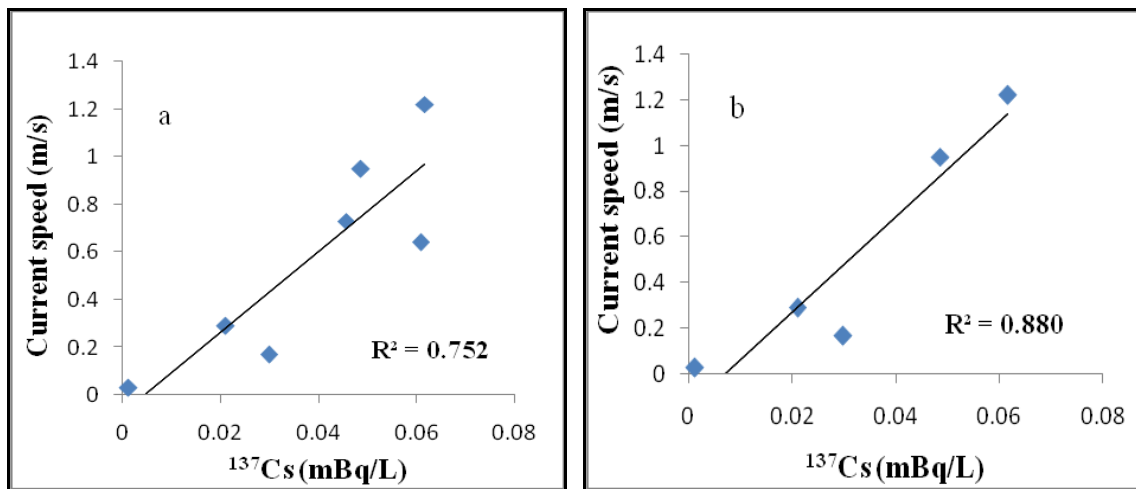 a
Current speed (m/s)
1.4
1.2
1
0.8
0.6
0.4
0.2
0
R² = 0.752
0 0.02 0.04 0.06 0.08
¹³⁷Cs (mBq/L)
b
Current speed (m/s)
1.4
1.2
1
0.8
0.6
0.4
0.2
0
R² = 0.880
0 0.02 0.04 0.06 0.08
¹³⁷Cs (mBq/L)